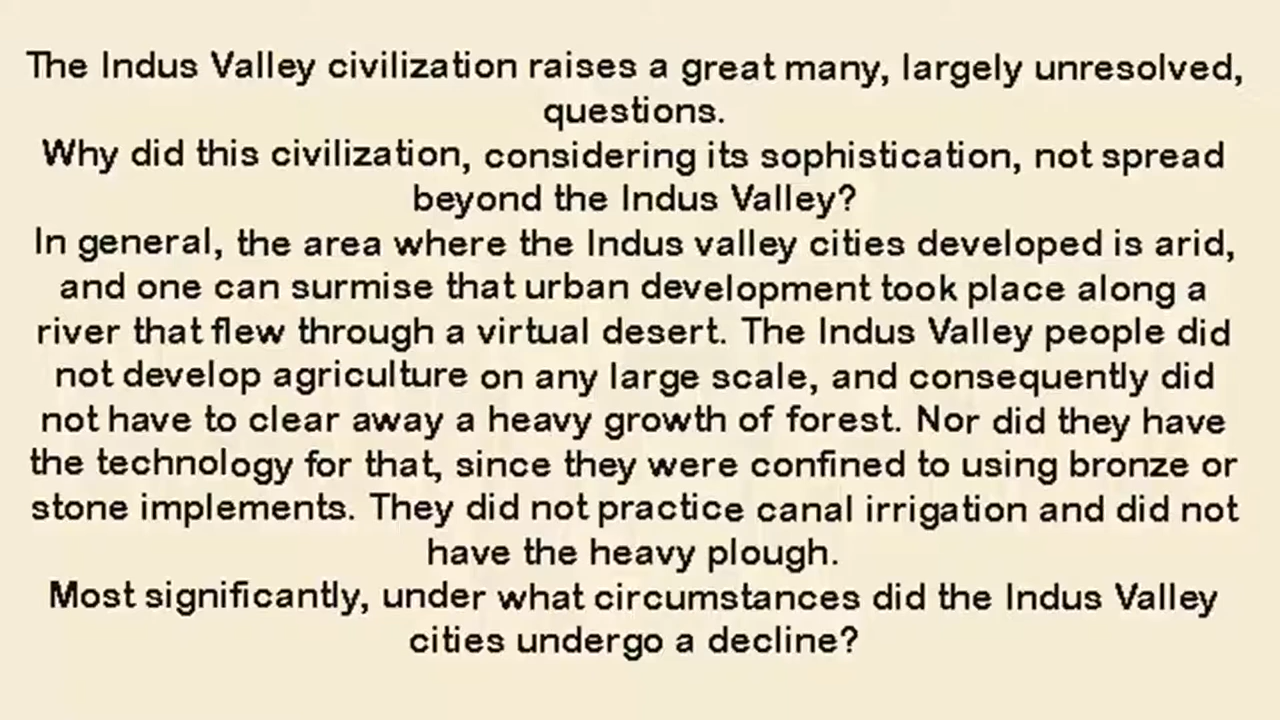 The Indus Valley civilization raises a great many, largely unresolved,
questions.
Why did this civilization, considering its sophistication, not spread
beyond the Indus Valley?
In general, the area where the Indus valley cities developed is arid,
and one can surmise that urban development took place along a
river that flew through a virtual desert. The Indus Valley people did
not develop agriculture on any large scale, and consequently did
not have to clear away a heavy growth of forest. Nor did they have
the technology for that, since they were confined to using bronze or
stone implements. They did not practice canal irrigation and did not
have the heavy plough.
Most significantly, under what circumstances did the Indus Valley
cities undergo a decline?